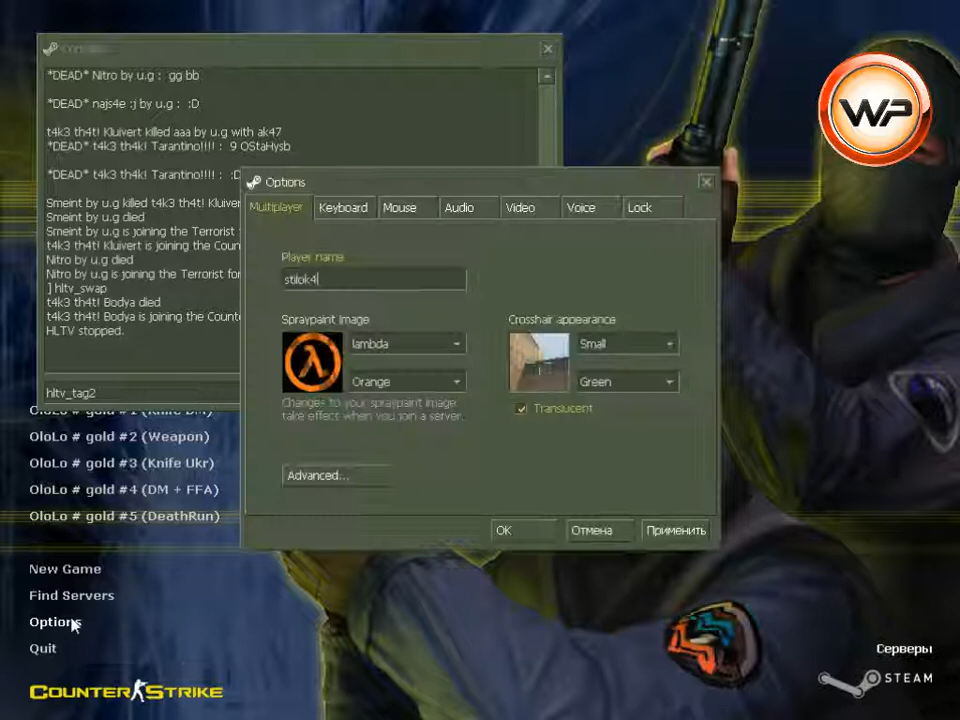 *DEAD* Nitro by u.g : gg bb
*DEAD* najs4e :j by u.g : :D
t4k3 th4t! Kluivert killed aaa by u.g with ak47
*DEAD* t4k3 th4k! Tarantino!!!! : 9 OStaHysb
*DEAD* t4k3 th4k! Tarantino!!!! : :D
Smeint by u.g killed t4k3 th4t! Kluiver
Smeint by u.g died
Smeint by u.g is joining the Terrorist
t4k3 th4t! Kluivert is joining the Coun
Nitro by u.g died
Nitro by u.g is joining the Terrorist for
] hltv_swap
t4k3 th4t! Bodya died
t4k3 th4t! Bodya is joining the Count
HLTV stopped.
hltv_tag2
WP
Options
Multiplayer
Keyboard
Mouse
Audio
Video
Voice
Lock
Player name
stilok4
Spraypaint image
lambda
Orange
Changes to your spraypaint image
take effect when you join a server.
Crosshair appearance
Small
Green
Translucent
Advanced...
OK
Отмена
Применить
OloLo # gold #1 (Knife DM)
OloLo # gold #2 (Weapon)
OloLo # gold #3 (Knife Ukr)
OloLo # gold #4 (DM + FFA)
OloLo # gold #5 (DeathRun)
New Game
Find Servers
Options
Quit
COUNTER STRIKE
Серверы
STEAM